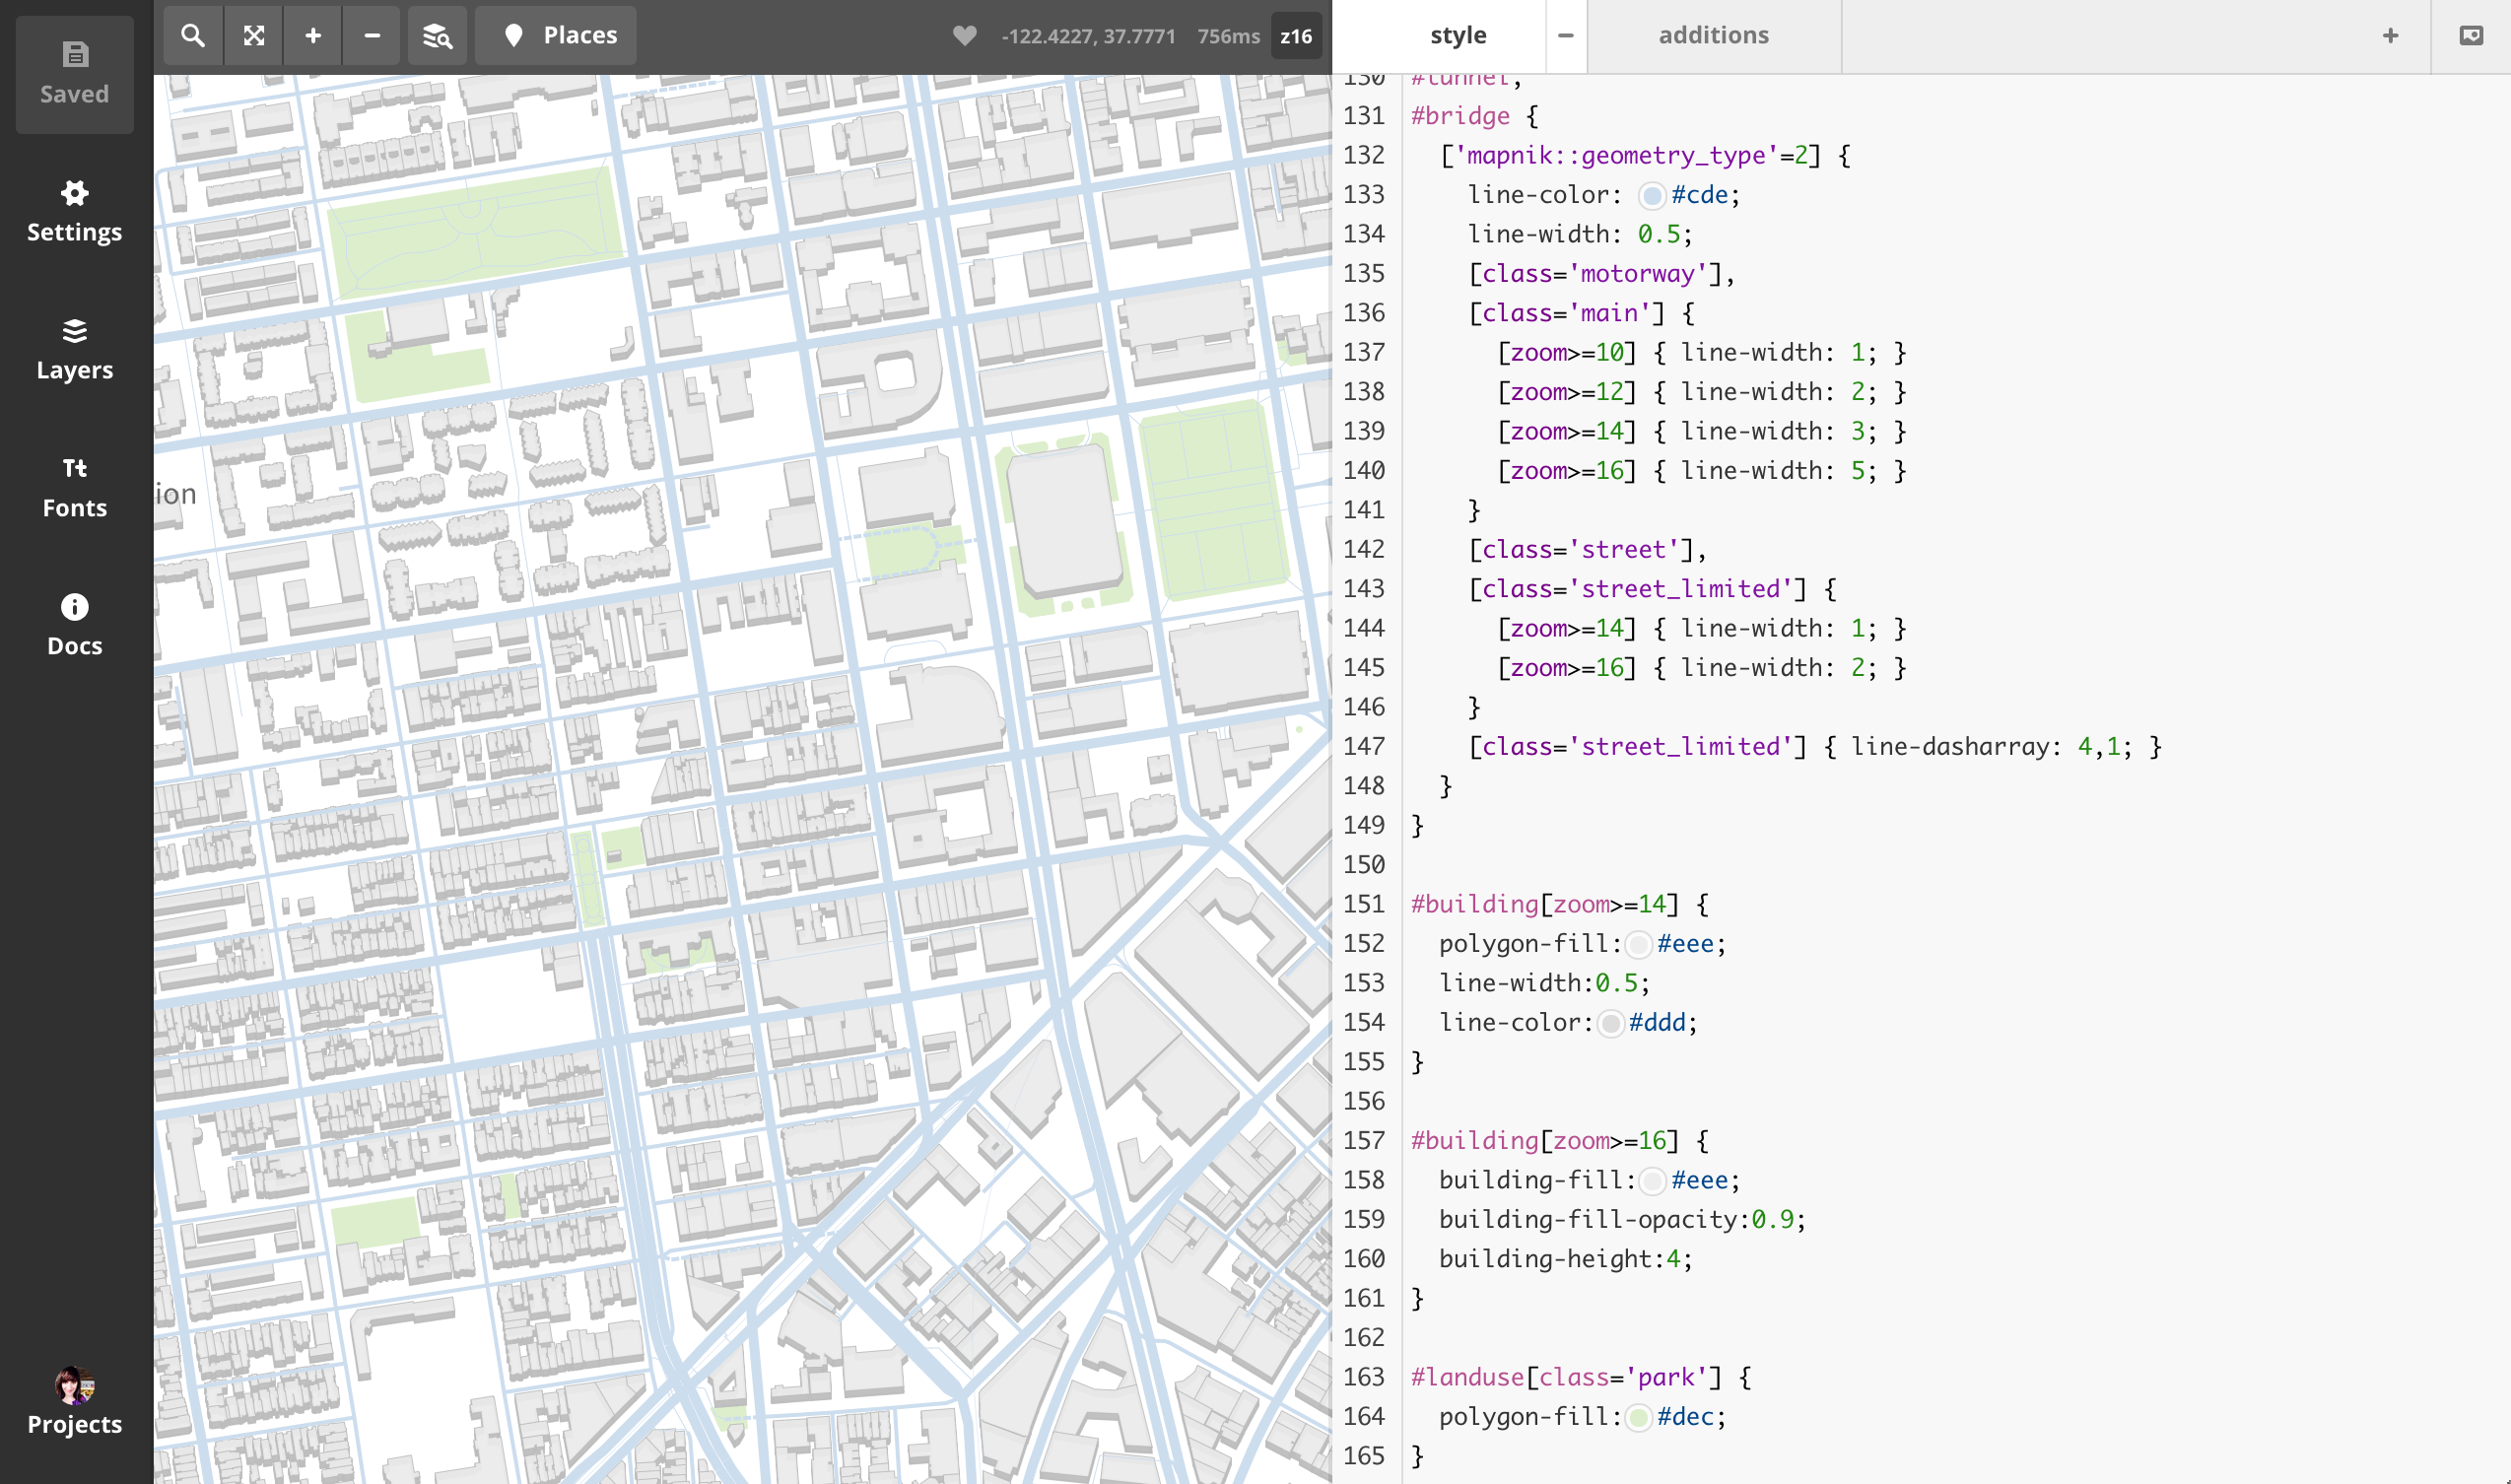 Saved
Settings
Layers
Fonts
Docs
Projects
Places
-122.4227, 37.7771 756ms z16
ion
style
additions
130 #tunnel,
131 #bridge {
132 ['mapnik::geometry_type'=2] {
133 line-color: #cde;
134 line-width: 0.5;
135 [class='motorway'],
136 [class='main'] {
137 [zoom>=10] { line-width: 1; }
138 [zoom>=12] { line-width: 2; }
139 [zoom>=14] { line-width: 3; }
140 [zoom>=16] { line-width: 5; }
141 }
142 [class='street'],
143 [class='street_limited'] {
144 [zoom>=14] { line-width: 1; }
145 [zoom>=16] { line-width: 2; }
146 }
147 [class='street_limited'] { line-dasharray: 4,1; }
148 }
149 }
150
151 #building[zoom>=14] {
152 polygon-fill:#eee;
153 line-width:0.5;
154 line-color:#ddd;
155 }
156
157 #building[zoom>=16] {
158 building-fill:#eee;
159 building-fill-opacity:0.9;
160 building-height:4;
161 }
162
163 #landuse[class='park'] {
164 polygon-fill:#dec;
165 }